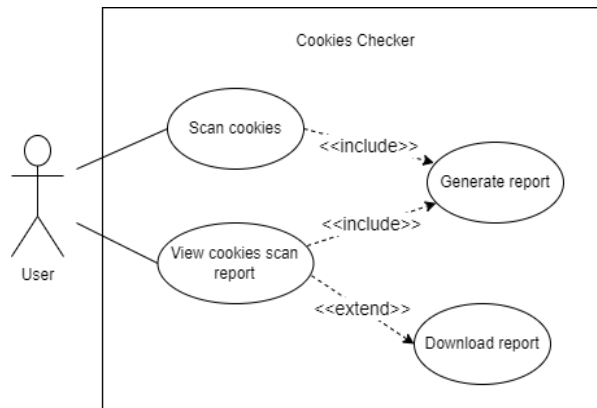 Cookies Checker
Scan cookies
<<include>>
Generate report
<<include>>
View cookies scan
report
User
<<extend>>
Download report